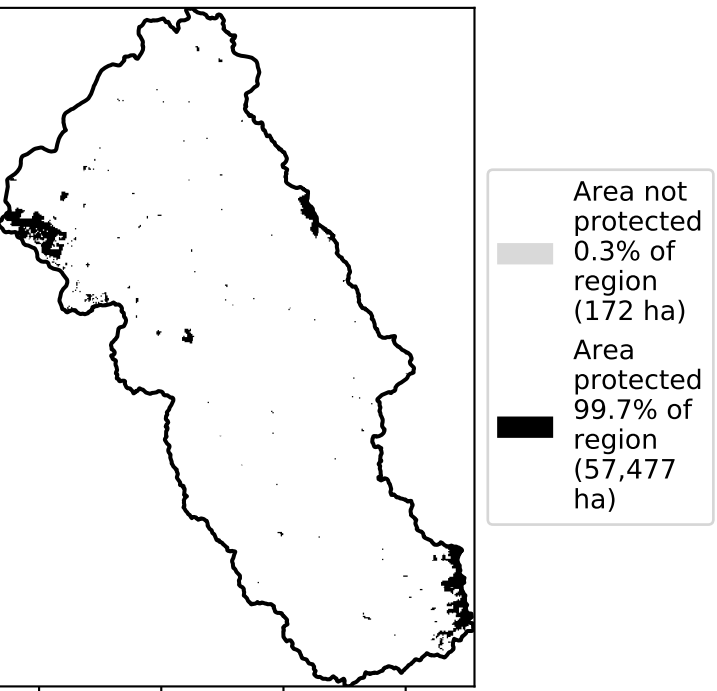 Area not
protected
0.3% of
region
(172 ha)
Area
protected
99.7% of
region
(57,477
ha)